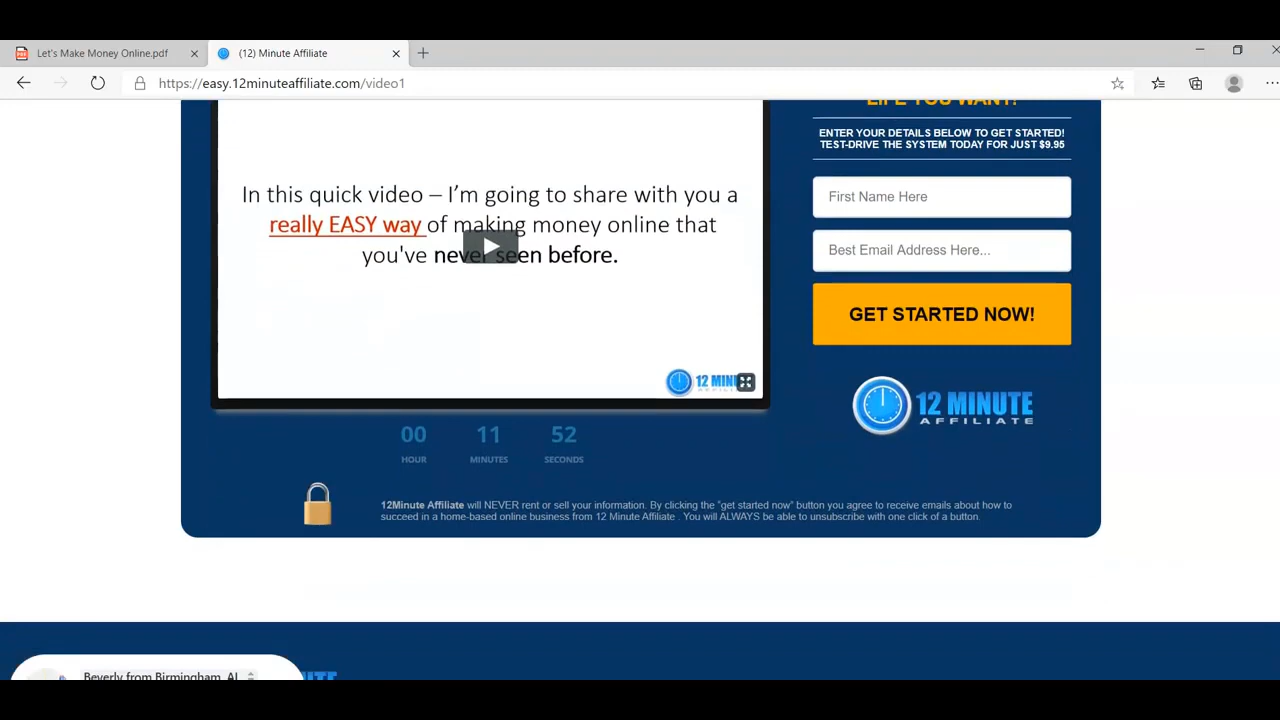 Let's Make Money Online.pdf
(12) Minute Affiliate
https://easy.12minuteaffiliate.com/video1
LIFE YOU WANT!
ENTER YOUR DETAILS BELOW TO GET STARTED!
TEST-DRIVE THE SYSTEM TODAY FOR JUST $9.95
In this quick video – I'm going to share with you a
really EASY way of making money online that
you've never seen before.
First Name Here
Best Email Address Here...
GET STARTED NOW!
12 MIN
12 MINUTE
AFFILIATE
00 11 52
HOUR MINUTES SECONDS
12Minute Affiliate will NEVER rent or sell your information. By clicking the "get started now" button you agree to receive emails about how to
succeed in a home-based online business from 12 Minute Affiliate . You will ALWAYS be able to unsubscribe with one click of a button.
Beverly from Birmingham, AL